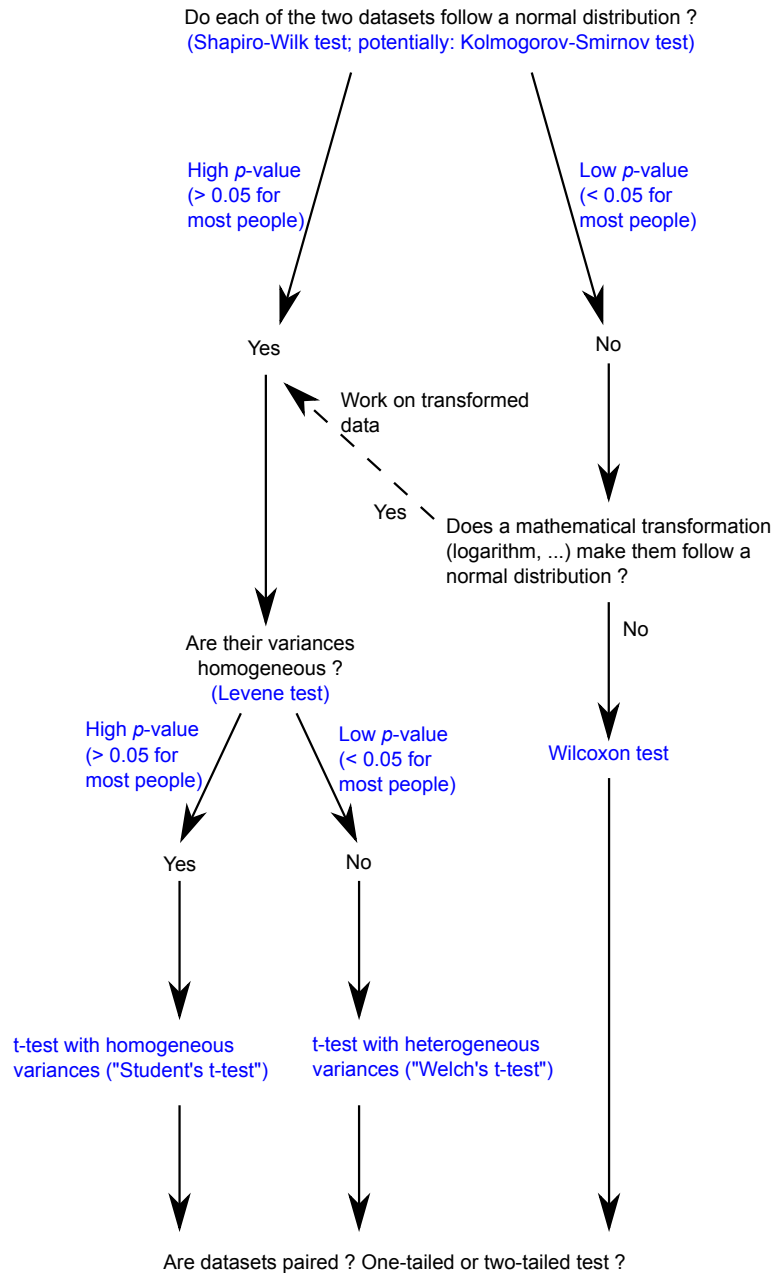 Do each of the two datasets follow a normal distribution ?
(Shapiro-Wilk test; potentially: Kolmogorov-Smirnov test)
High p-value
(> 0.05 for
most people)
Low p-value
(< 0.05 for
most people)
Yes
No
Work on transformed
data
Yes
Does a mathematical transformation
(logarithm, ...) make them follow a
normal distribution ?
No
Are their variances
homogeneous ?
(Levene test)
High p-value
(> 0.05 for
most people)
Low p-value
(< 0.05 for
most people)
Wilcoxon test
Yes
No
t-test with homogeneous
variances ("Student's t-test")
t-test with heterogeneous
variances ("Welch's t-test")
Are datasets paired ? One-tailed or two-tailed test ?